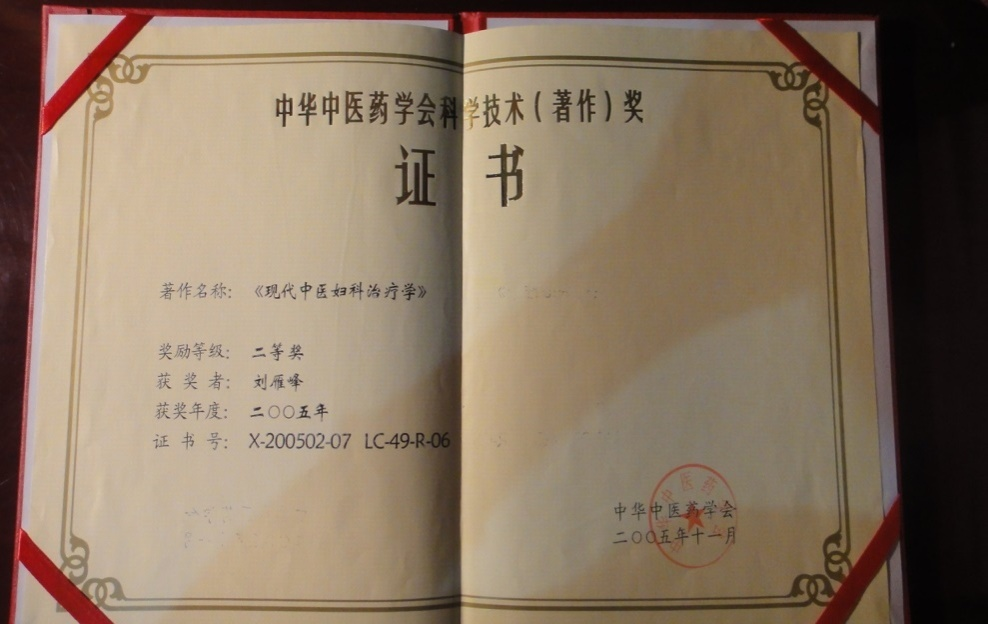 中华中医药学会科学技术（著作）奖
证 书
著作名称：《现代中医妇科治疗学》
奖励等级：二等奖
获 奖 者：刘雁峰
获奖年度：二〇〇五年
证 书 号：X-200502-07 LC-49-R-06
中华中医药学会
二〇〇五年十一月